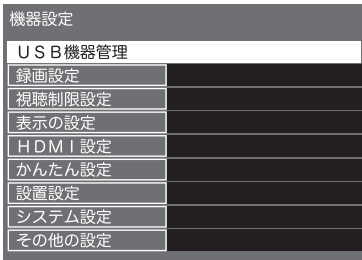 機器設定
ＵＳＢ機器管理
録画設定
視聴制限設定
表示の設定
ＨＤＭＩ設定
かんたん設定
設置設定
システム設定
その他の設定